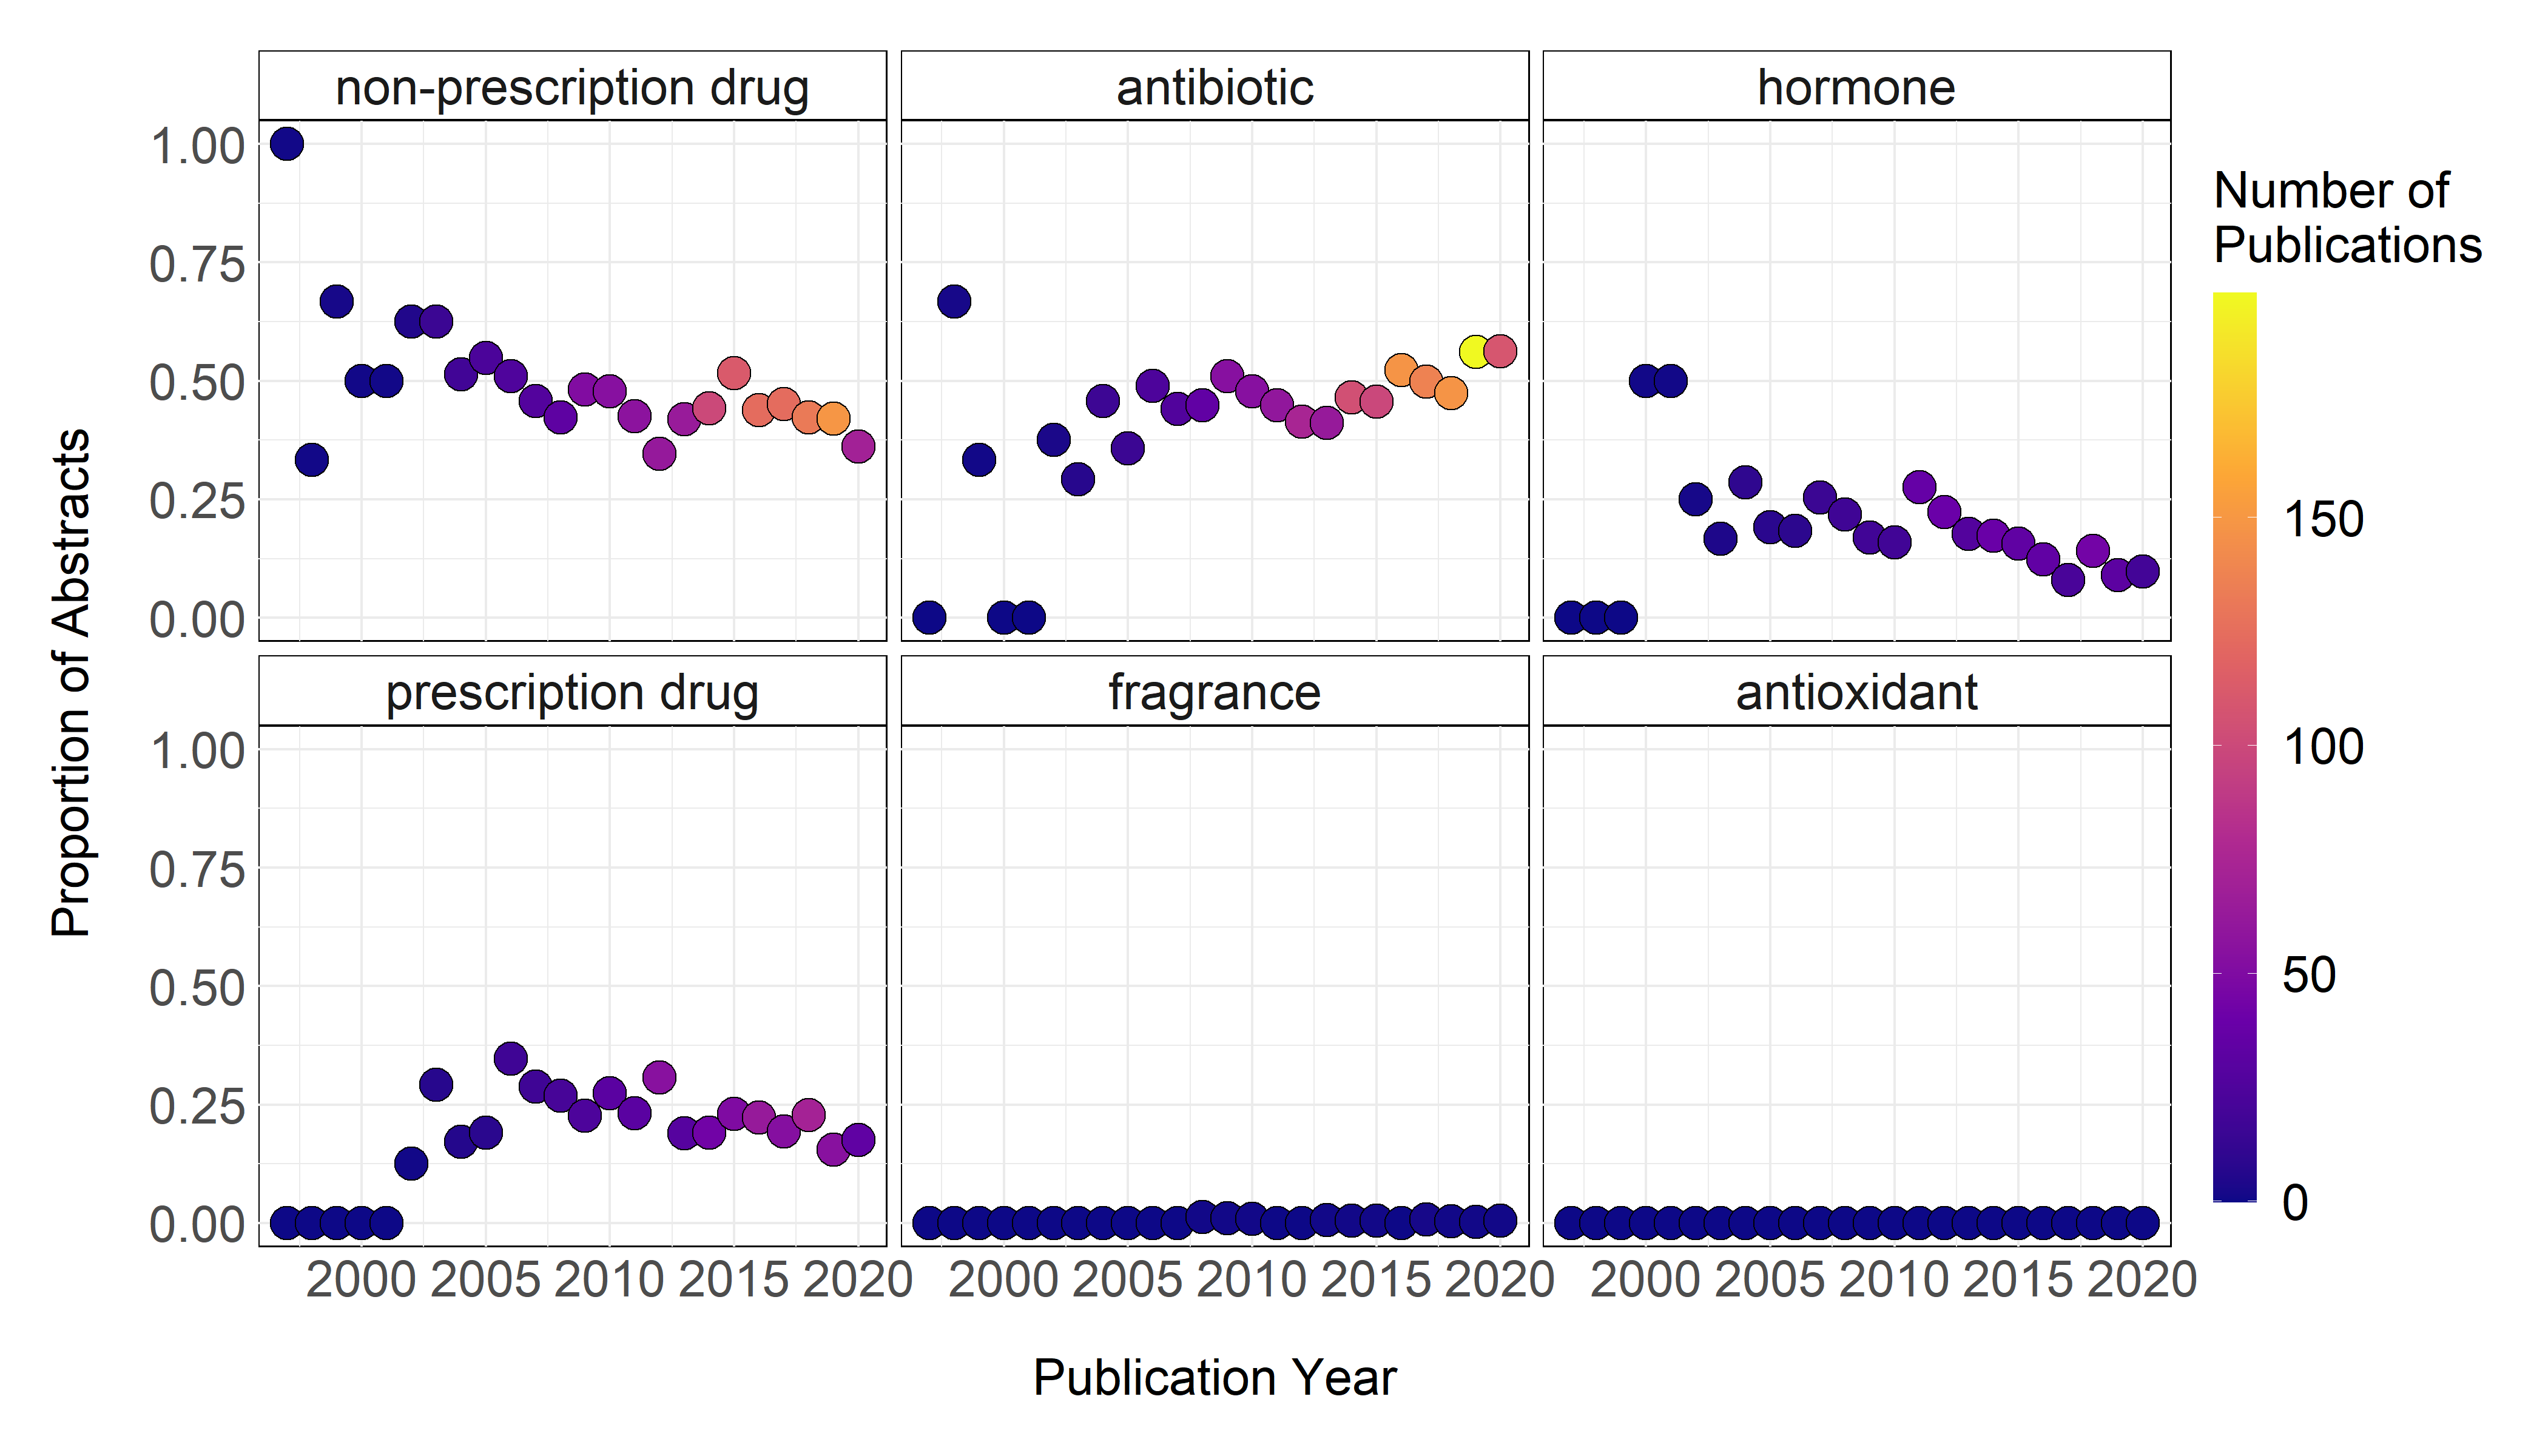 non-prescription drug
antibiotic
hormone
1.00
0.75
0.50
0.25
0.00
prescription drug
fragrance
antioxidant
1.00
0.75
0.50
0.25
0.00
2000 2005 2010 2015 2020
2000 2005 2010 2015 2020
2000 2005 2010 2015 2020
Publication Year
Proportion of Abstracts
Number of
Publications
150
100
50
0